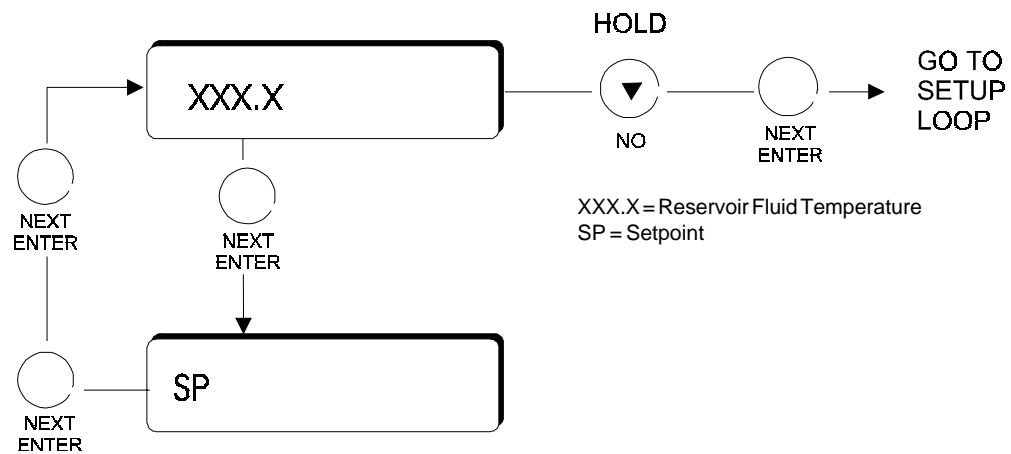 HOLD
XXX.X
NO
NEXT
ENTER
GO TO
SETUP
LOOP
NEXT
ENTER
NEXT
ENTER
XXX.X = Reservoir Fluid Temperature
SP = Setpoint
SP
NEXT
ENTER